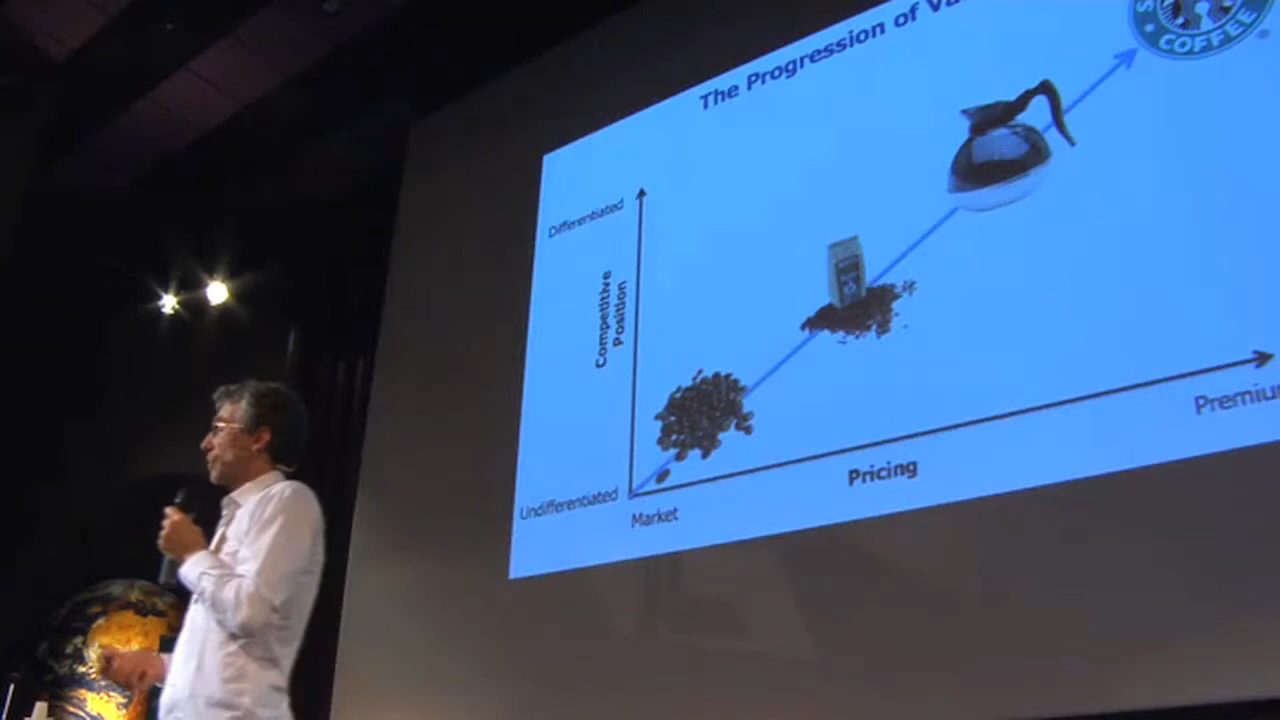 The Progression of Va
S
COFFEE
®
Differentiated
Competitive
Position
Undifferentiated
Market
Pricing
Premiu